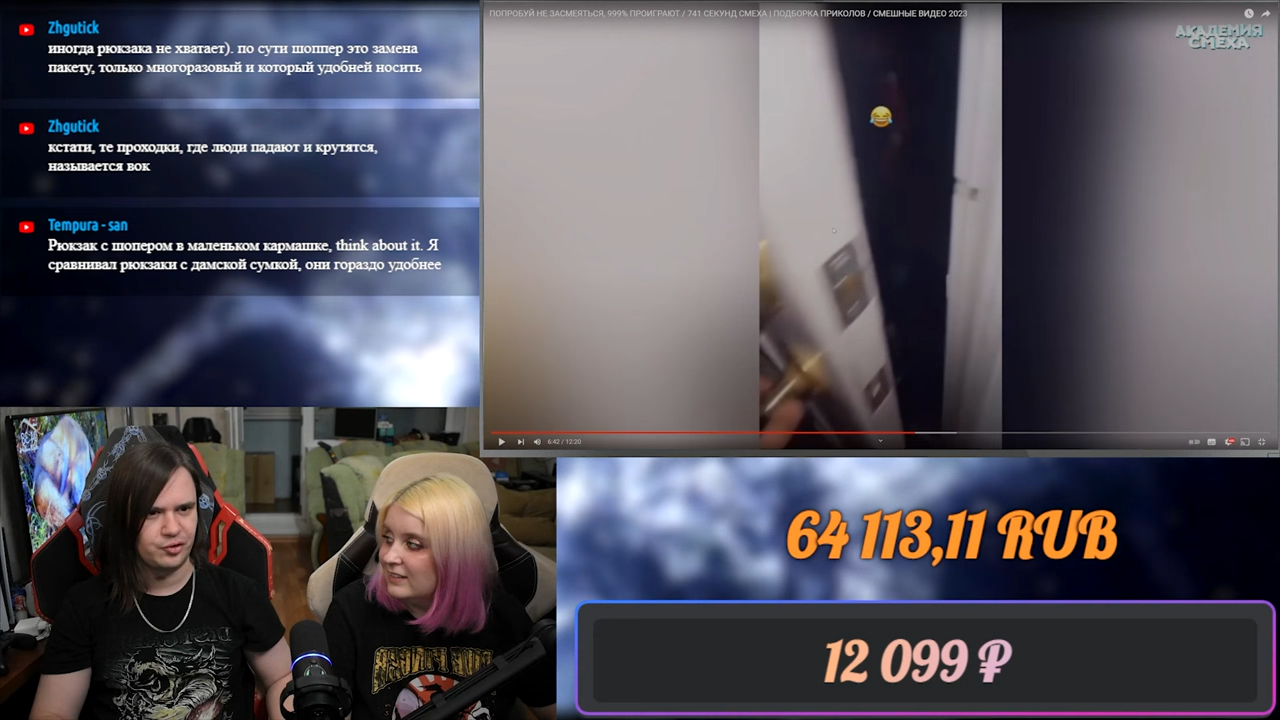 Zhgutick
иногда рюкзака не хватает). по сути шоппер это замена
пакету, только многоразовый и который удобней носить
Zhgutick
кстати, те проходки, где люди падают и крутятся,
называется вок
Tempura - san
Рюкзак с шопером в маленьком кармашке, think about it. Я
сравнивал рюкзаки с дамской сумкой, они гораздо удобнее
ПОПРОБУЙ НЕ ЗАСМЕЯТЬСЯ, 999% ПРОИГРАЮТ / 741 СЕКУНД СМЕХА | ПОДБОРКА ПРИКОЛОВ / СМЕШНЫЕ ВИДЕО 2023
АКАДЕМИЯ
СМЕХА
6:42 / 12:20
64 113,11 RUB
12 099 ₽